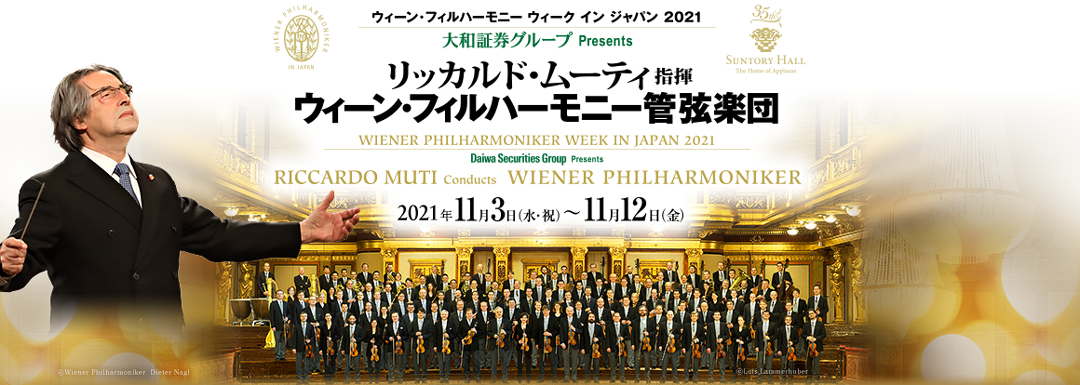 ウィーン・フィルハーモニー ウィーク イン ジャパン 2021
WIENER PHILHARMONIKER
IN JAPAN
35th
SUNTORY HALL
The Home of Applause
大和証券グループ Presents
リッカルド・ムーティ 指揮
ウィーン・フィルハーモニー管弦楽団
WIENER PHILHARMONIKER WEEK IN JAPAN 2021
Daiwa Securities Group Presents
RICCARDO MUTI Conducts WIENER PHILHARMONIKER
2021年11月3日(水・祝)~11月12日(金)
©Wiener Philharmoniker Dieter Nagl
©Lois Lammerhuber